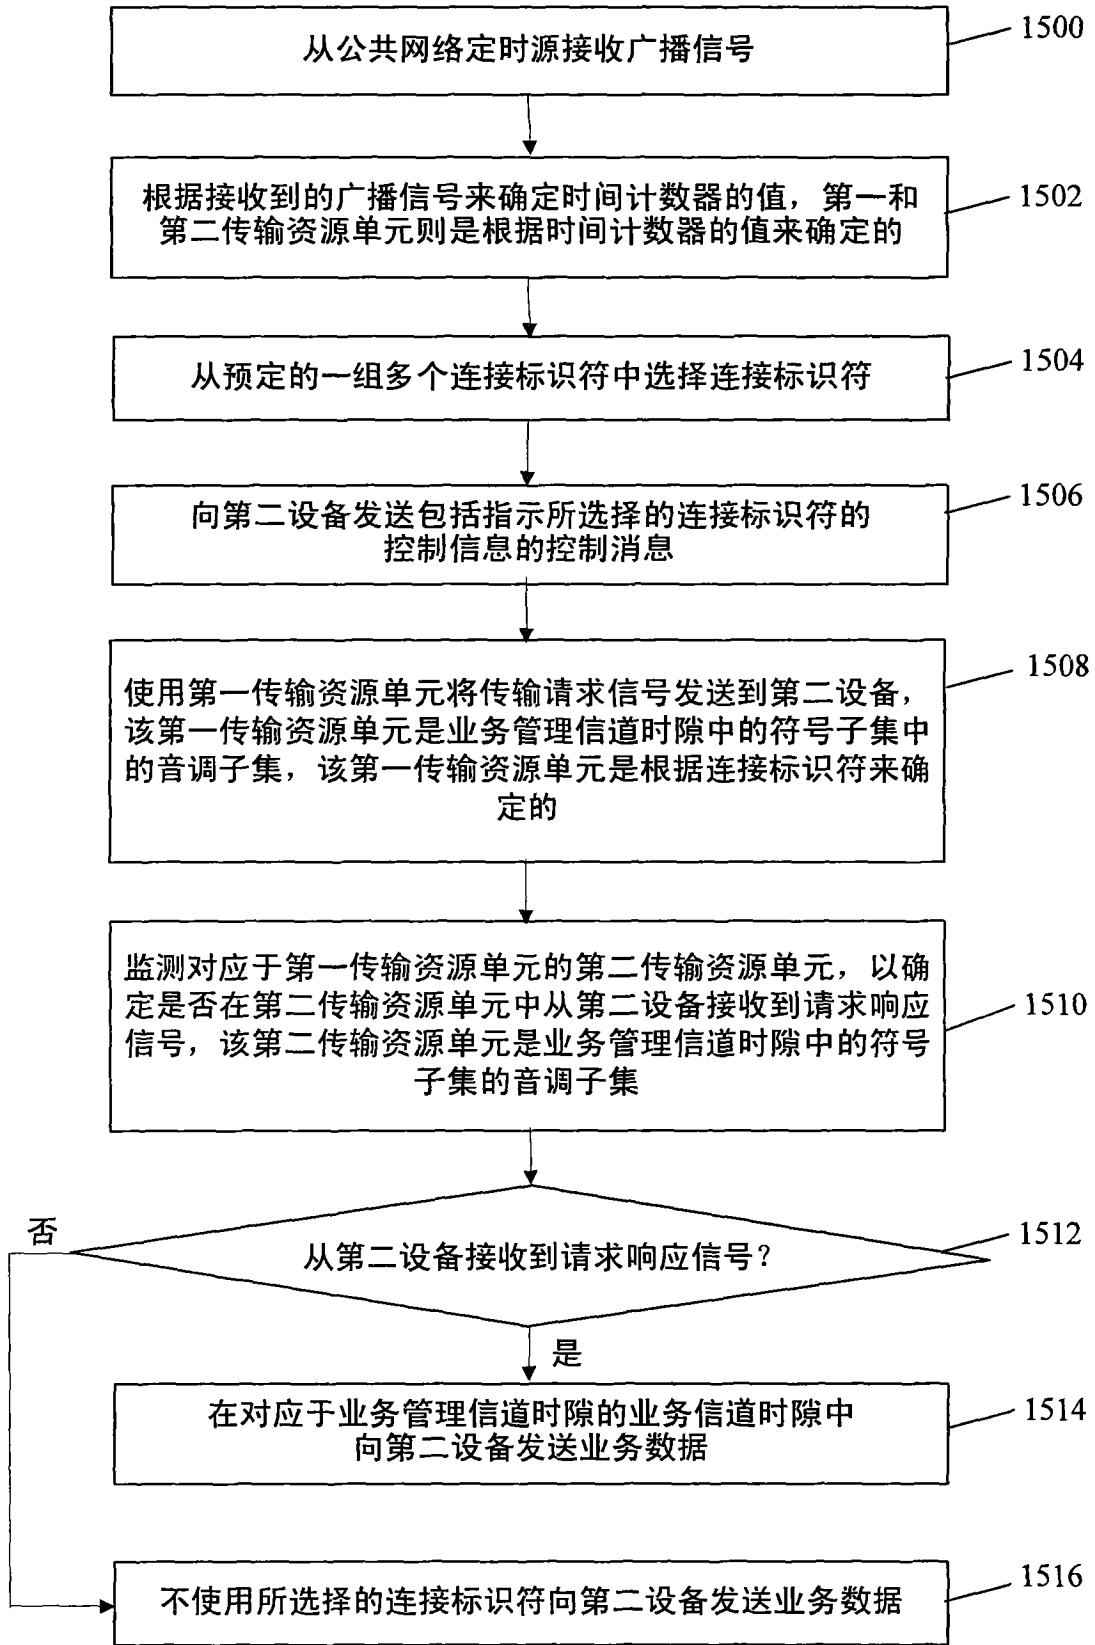 从公共网络定时源接收广播信号
1500
根据接收到的广播信号来确定时间计数器的值，第一和
第二传输资源单元则是根据时间计数器的值来确定的
1502
从预定的一组多个连接标识符中选择连接标识符
1504
向第二设备发送包括指示所选择的连接标识符的
控制信息的控制消息
1506
使用第一传输资源单元将传输请求信号发送到第二设备，
该第一传输资源单元是业务管理信道时隙中的符号子集中
的音调子集，该第一传输资源单元是根据连接标识符来确
定的
1508
监测对应于第一传输资源单元的第二传输资源单元，以确
定是否在第二传输资源单元中从第二设备接收到请求响应
信号，该第二传输资源单元是业务管理信道时隙中的符号
子集的音调子集
1510
否
从第二设备接收到请求响应信号？
1512
是
在对应于业务管理信道时隙的业务信道时隙中
向第二设备发送业务数据
1514
不使用所选择的连接标识符向第二设备发送业务数据
1516